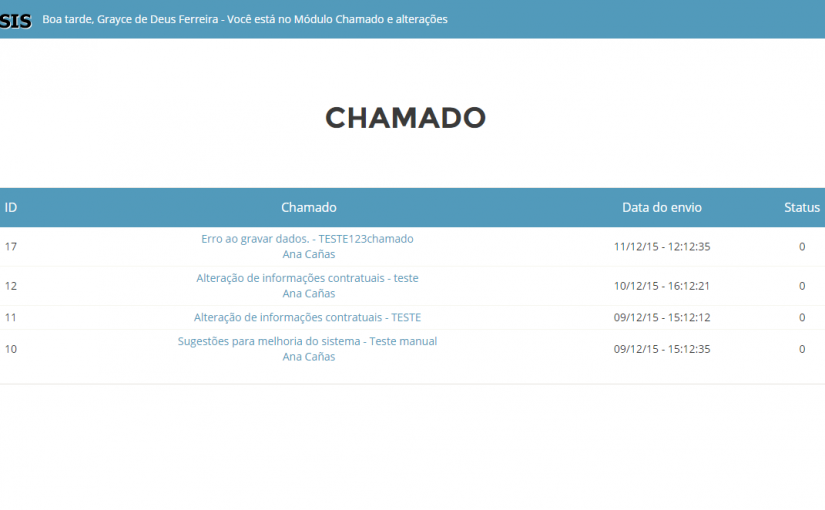 SIS Boa tarde, Grayce de Deus Ferreira - Você está no Módulo Chamado e alterações
CHAMADO
ID Chamado Data do envio Status
17 Erro ao gravar dados. - TESTE123chamado 11/12/15 - 12:12:35 0
Ana Cañas
12 Alteração de informações contratuais - teste 10/12/15 - 16:12:21 0
Ana Cañas
11 Alteração de informações contratuais - TESTE 09/12/15 - 15:12:12 0
10 Sugestões para melhoria do sistema - Teste manual 09/12/15 - 15:12:35 0
Ana Cañas